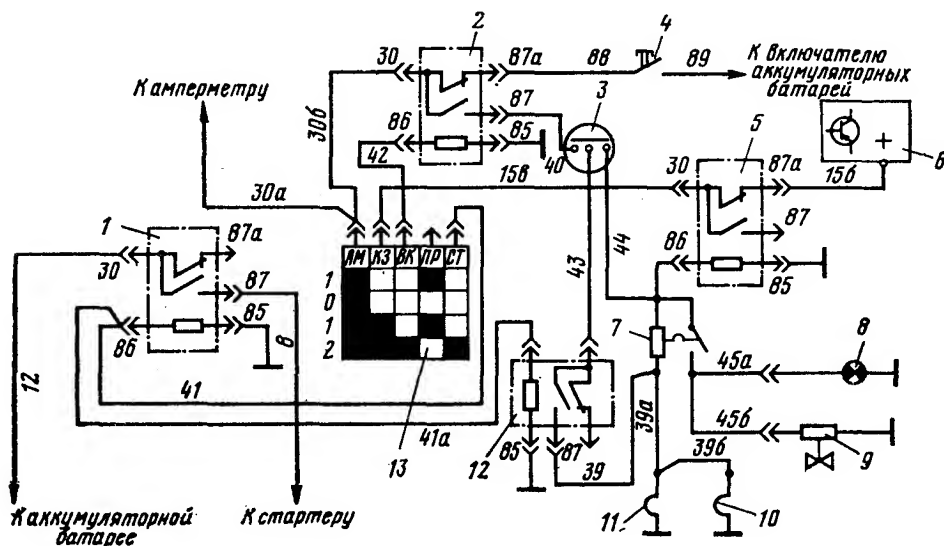 2
4
30
87а
88
89
К включателю
аккумуляторных
батарей
К амперметру
87
3
5
30б
86
85
40
6
42
30
87а
15в
15б
30а
87
1
87а
АМ
КЗ
ВК
ПР
СТ
43
44
86
30
87
1
0
1
2
85
85
7
8
86
в
45а
12
41
41а
39а
45б
13
12
85
87
39
39б
9
К аккумуляторной
батарее
К стартеру
11
10